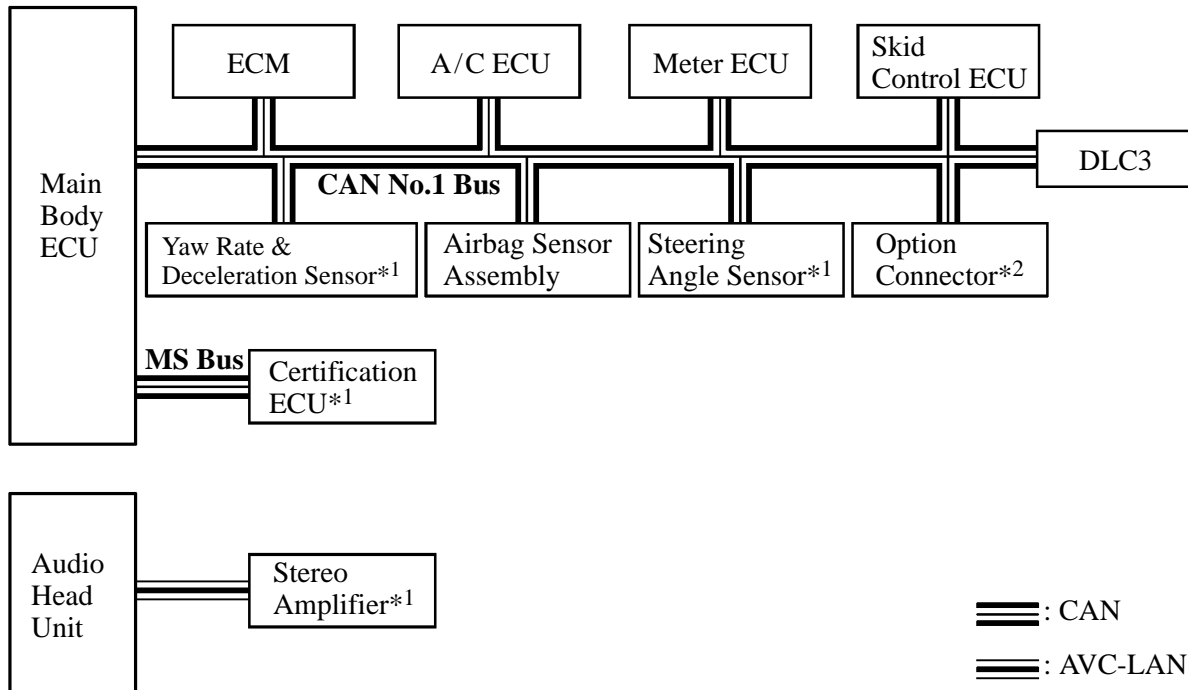 ECM
A/C ECU
Meter ECU
Skid
Control ECU
DLC3
Main
Body
ECU
CAN No.1 Bus
Yaw Rate &
Deceleration Sensor*1
Airbag Sensor
Assembly
Steering
Angle Sensor*1
Option
Connector*2
MS Bus
Certification
ECU*1
Audio
Head
Unit
Stereo
Amplifier*1
: CAN
: AVC-LAN